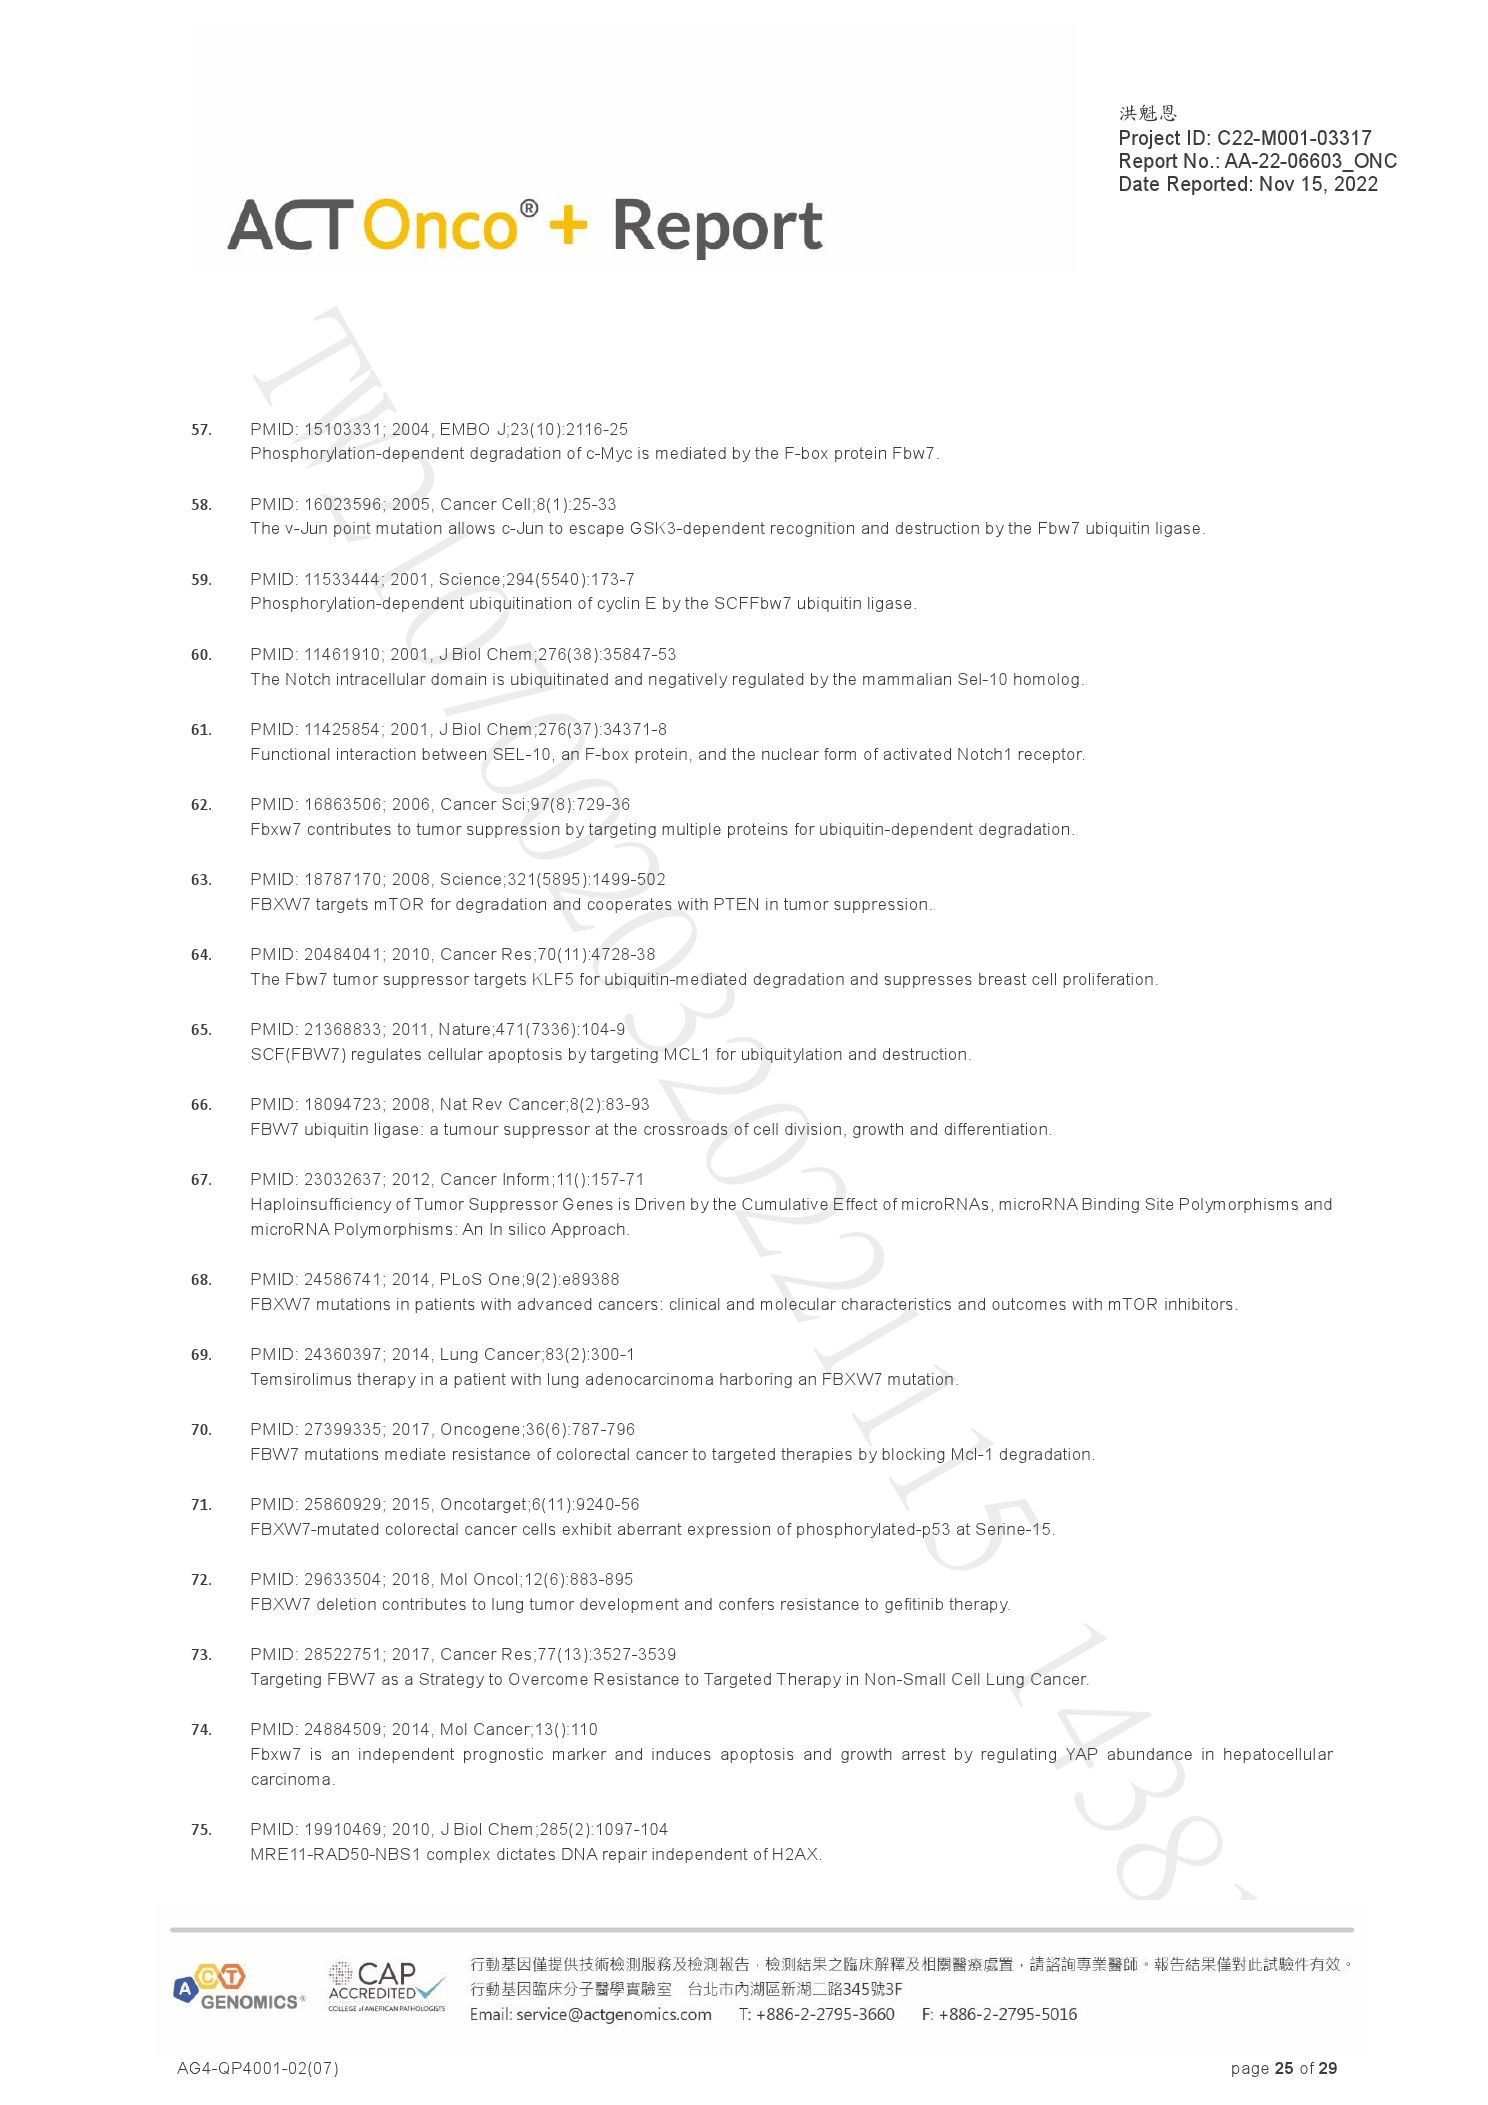 洪魁恩
Project ID: C22-M001-03317
Report No.: AA-22-06603_ONC
Date Reported: Nov 15, 2022
ACTOnco®+ Report
57. PMID: 15103331; 2004, EMBO J;23(10):2116-25
Phosphorylation-dependent degradation of c-Myc is mediated by the F-box protein Fbw7.
58. PMID: 16023596; 2005, Cancer Cell;8(1):25-33
The v-Jun point mutation allows c-Jun to escape GSK3-dependent recognition and destruction by the Fbw7 ubiquitin ligase.
59. PMID: 11533444; 2001, Science;294(5540):173-7
Phosphorylation-dependent ubiquitination of cyclin E by the SCFFbw7 ubiquitin ligase.
60. PMID: 11461910; 2001, J Biol Chem;276(38):35847-53
The Notch intracellular domain is ubiquitinated and negatively regulated by the mammalian Sel-10 homolog.
61. PMID: 11425854; 2001, J Biol Chem;276(37):34371-8
Functional interaction between SEL-10, an F-box protein, and the nuclear form of activated Notch1 receptor.
62. PMID: 16863506; 2006, Cancer Sci;97(8):729-36
Fbxw7 contributes to tumor suppression by targeting multiple proteins for ubiquitin-dependent degradation.
63. PMID: 18787170; 2008, Science;321(5895):1499-502
FBXW7 targets mTOR for degradation and cooperates with PTEN in tumor suppression.
64. PMID: 20484041; 2010, Cancer Res;70(11):4728-38
The Fbw7 tumor suppressor targets KLF5 for ubiquitin-mediated degradation and suppresses breast cell proliferation.
65. PMID: 21368833; 2011, Nature;471(7336):104-9
SCF(FBW7) regulates cellular apoptosis by targeting MCL1 for ubiquitylation and destruction.
66. PMID: 18094723; 2008, Nat Rev Cancer;8(2):83-93
FBW7 ubiquitin ligase: a tumour suppressor at the crossroads of cell division, growth and differentiation.
67. PMID: 23032637; 2012, Cancer Inform;11():157-71
Haploinsufficiency of Tumor Suppressor Genes is Driven by the Cumulative Effect of microRNAs, microRNA Binding Site Polymorphisms and
microRNA Polymorphisms: An In silico Approach.
68. PMID: 24586741; 2014, PLoS One;9(2):e89388
FBXW7 mutations in patients with advanced cancers: clinical and molecular characteristics and outcomes with mTOR inhibitors.
69. PMID: 24360397; 2014, Lung Cancer;83(2):300-1
Temsirolimus therapy in a patient with lung adenocarcinoma harboring an FBXW7 mutation.
70. PMID: 27399335; 2017, Oncogene;36(6):787-796
FBW7 mutations mediate resistance of colorectal cancer to targeted therapies by blocking Mcl-1 degradation.
71. PMID: 25860929; 2015, Oncotarget;6(11):9240-56
FBXW7-mutated colorectal cancer cells exhibit aberrant expression of phosphorylated-p53 at Serine-15.
72. PMID: 29633504; 2018, Mol Oncol;12(6):883-895
FBXW7 deletion contributes to lung tumor development and confers resistance to gefitinib therapy.
73. PMID: 28522751; 2017, Cancer Res;77(13):3527-3539
Targeting FBW7 as a Strategy to Overcome Resistance to Targeted Therapy in Non-Small Cell Lung Cancer.
74. PMID: 24884509; 2014, Mol Cancer;13():110
Fbxw7 is an independent prognostic marker and induces apoptosis and growth arrest by regulating YAP abundance in hepatocellular
carcinoma.
75. PMID: 19910469; 2010, J Biol Chem;285(2):1097-104
MRE11-RAD50-NBS1 complex dictates DNA repair independent of H2AX.
ACT GENOMICS®
CAP ACCREDITED
COLLEGE of AMERICAN PATHOLOGISTS
行動基因僅提供技術檢測服務及檢測報告，檢測結果之臨床解釋及相關醫療處置，請諮詢專業醫師。報告結果僅對此試驗件有效。
行動基因臨床分子醫學實驗室 台北市內湖區新湖二路345號3F
Email: service@actgenomics.com T: +886-2-2795-3660 F: +886-2-2795-5016
AG4-QP4001-02(07)
page 25 of 29